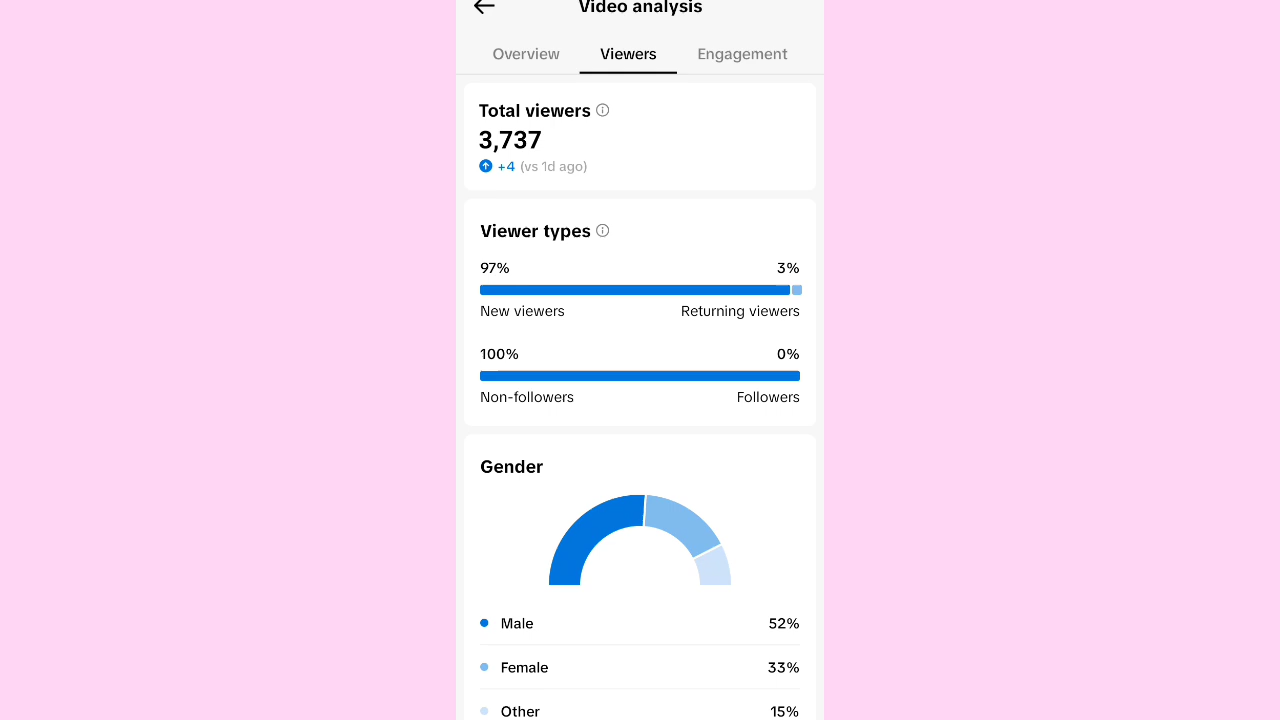 Video analysis
Overview Viewers Engagement
Total viewers
3,737
+4 (vs 1d ago)
Viewer types
97% 3%
New viewers Returning viewers
100% 0%
Non-followers Followers
Gender
Male 52%
Female 33%
Other 15%